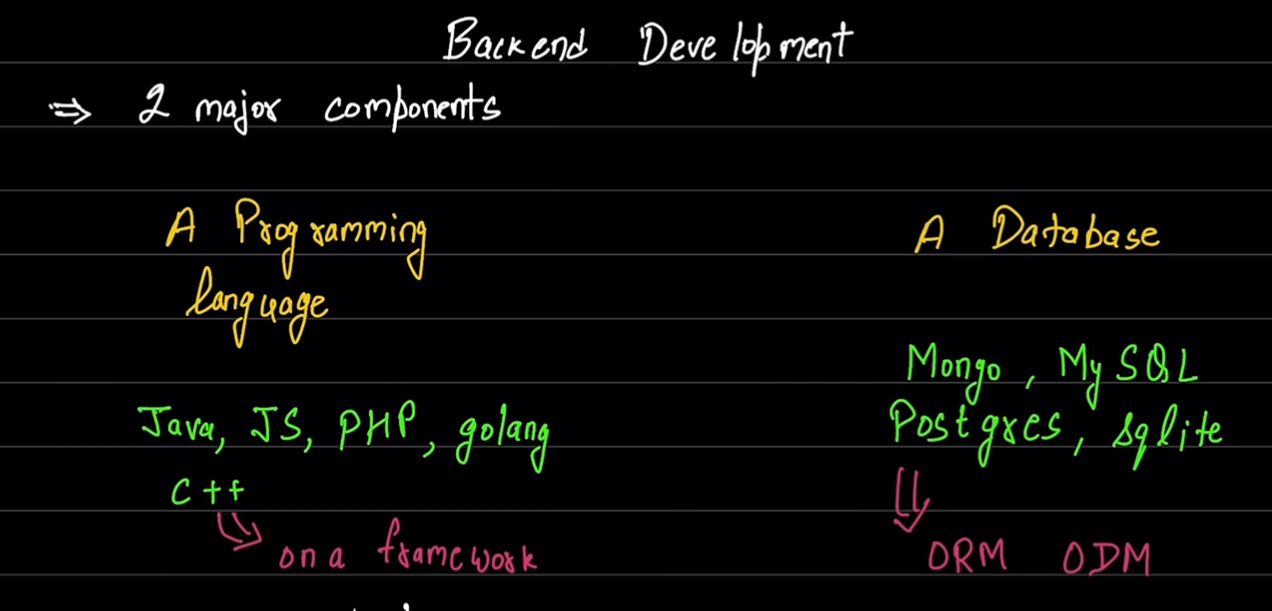 Backend Development
⇒ 2 major components
A Programming
language
A Database
Java, JS, PHP, golang
C++
on a framework
Mongo, MySQL
Postgres, sqlite
ORM ODM